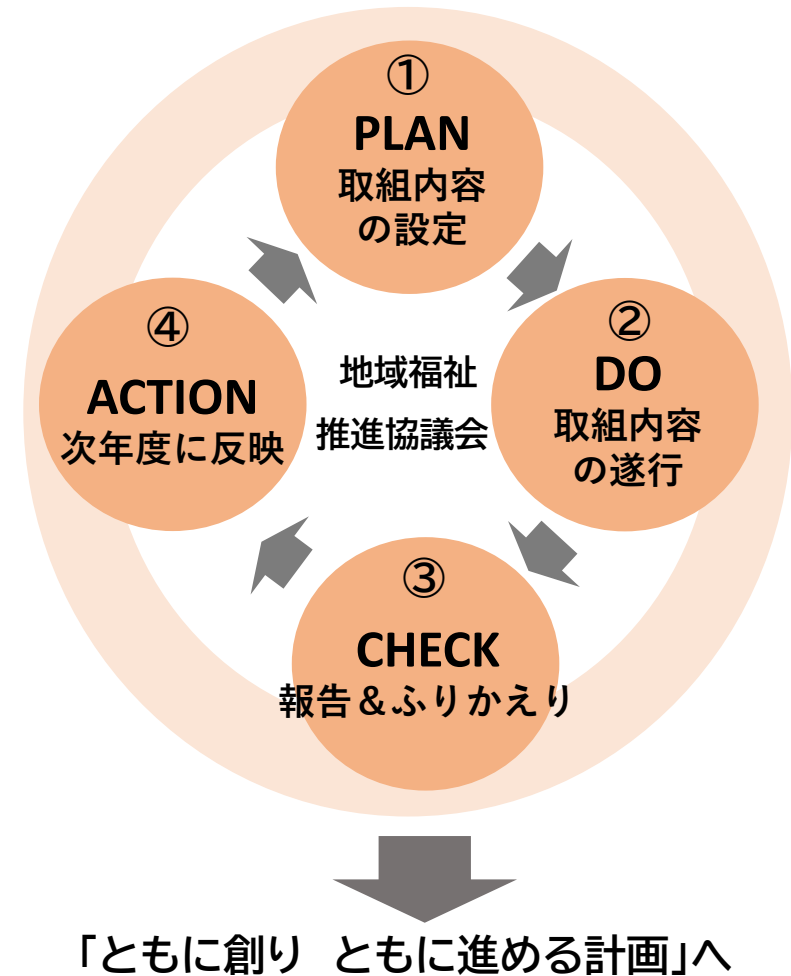 ①
PLAN
取組内容
の設定
②
DO
取組内容
の遂行
③
CHECK
報告＆ふりかえり
④
ACTION
次年度に反映
地域福祉
推進協議会
「ともに創り　ともに進める計画」へ